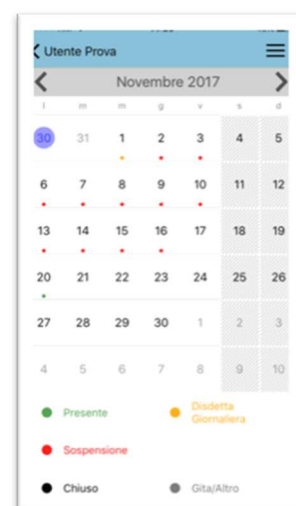 Utente Prova
Novembre 2017
l m m g v s d
30 31 1 2 3 4 5
6 7 8 9 10 11 12
13 14 15 16 17 18 19
20 21 22 23 24 25 26
27 28 29 30 1 2 3
4 5 6 7 8 9 10
Presente
Disdetta
Giornaliera
Sospensione
Chiuso
Gita/Altro